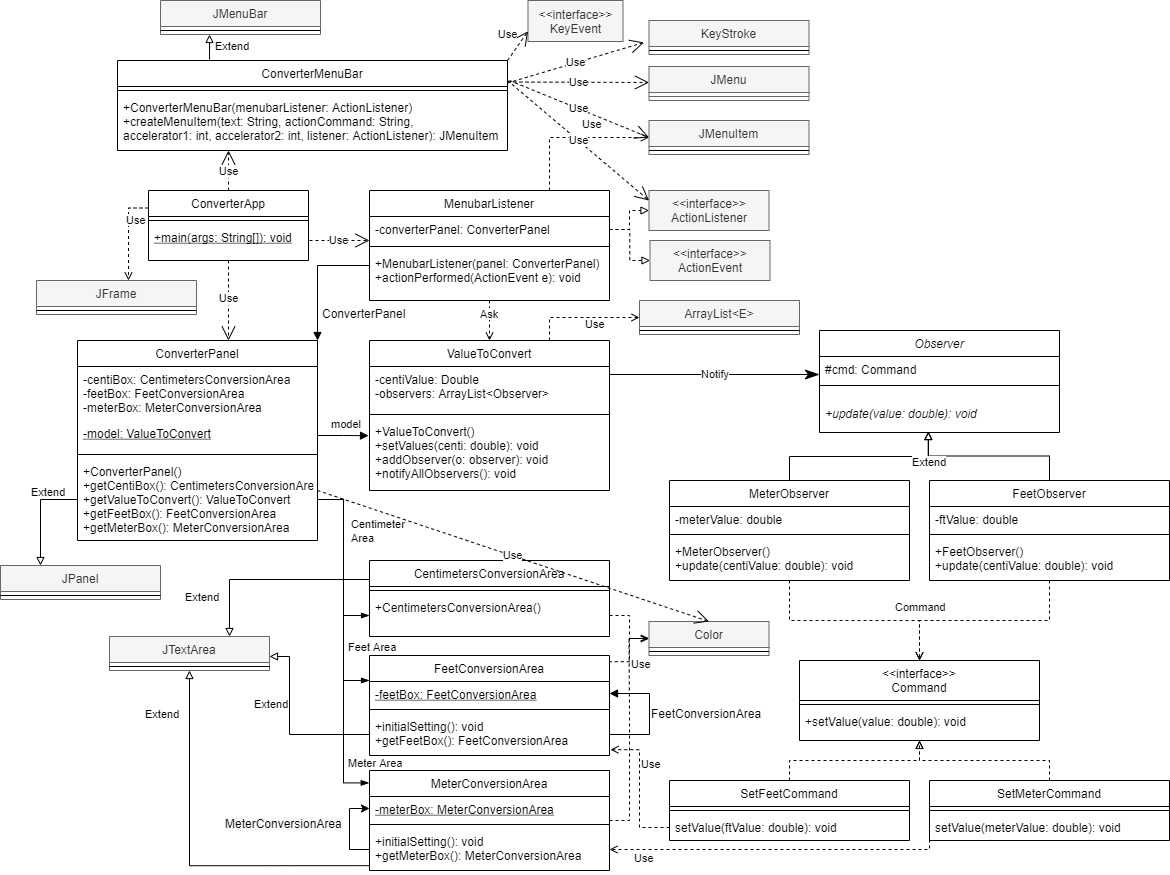 JMenuBar
Extend
<<interface>>
KeyEvent
Use
KeyStroke
Use
ConverterMenuBar
+ConverterMenuBar(menubarListener: ActionListener)
+createMenuItem(text: String, actionCommand: String,
accelerator1: int, accelerator2: int, listener: ActionListener): JMenuItem
JMenu
Use
Use
JMenuItem
Use
Use
<<interface>>
ActionListener
<<interface>>
ActionEvent
Use
ConverterApp
+main(args: String[]): void
Use
Use
Use
JFrame
MenubarListener
-converterPanel: ConverterPanel
+MenubarListener(panel: ConverterPanel)
+actionPerformed(ActionEvent e): void
ConverterPanel
Ask
ArrayList<E>
Use
ConverterPanel
-centiBox: CentimetersConversionArea
-feetBox: FeetConversionArea
-meterBox: MeterConversionArea
-model: ValueToConvert
+ConverterPanel()
+getCentiBox(): CentimetersConversionAre
+getValueToConvert(): ValueToConvert
+getFeetBox(): FeetConversionArea
+getMeterBox(): MeterConversionArea
model
ValueToConvert
-centiValue: Double
-observers: ArrayList<Observer>
+ValueToConvert()
+setValues(centi: double): void
+addObserver(o: observer): void
+notifyAllObservers(): void
Notify
Observer
#cmd: Command
+update(value: double): void
Extend
MeterObserver
-meterValue: double
+MeterObserver()
+update(centiValue: double): void
FeetObserver
-ftValue: double
+FeetObserver()
+update(centiValue: double): void
Command
Extend
JPanel
Centimeter
Area
Use
CentimetersConversionArea
+CentimetersConversionArea()
Extend
JTextArea
Feet Area
Color
Use
FeetConversionArea
-feetBox: FeetConversionArea
+initialSetting(): void
+getFeetBox(): FeetConversionArea
FeetConversionArea
Extend
Extend
<<interface>>
Command
+setValue(value: double): void
Meter Area
Use
MeterConversionArea
-meterBox: MeterConversionArea
+initialSetting(): void
+getMeterBox(): MeterConversionArea
MeterConversionArea
SetFeetCommand
setValue(ftValue: double): void
SetMeterCommand
setValue(meterValue: double): void
Use